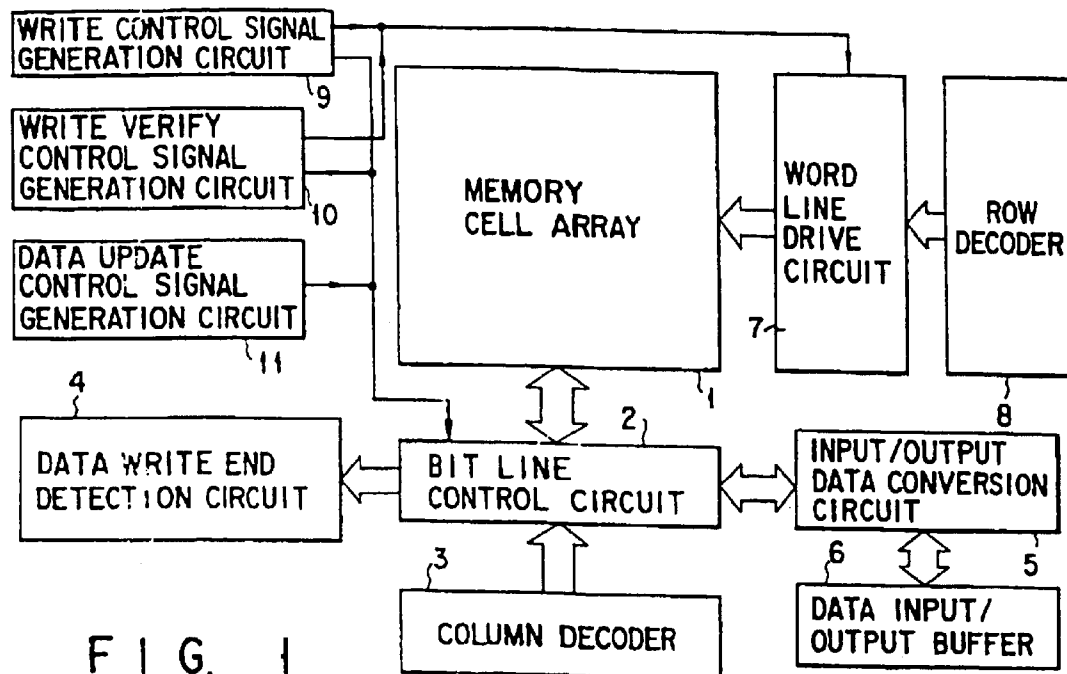 WRITE CONTROL SIGNAL
GENERATION CIRCUIT
9
WRITE VERIFY
CONTROL SIGNAL
GENERATION CIRCUIT
10
DATA UPDATE
CONTROL SIGNAL
GENERATION CIRCUIT
11
MEMORY
CELL ARRAY
1
WORD
LINE
DRIVE
CIRCUIT
7
ROW
DECODER
8
4
DATA WRITE END
DETECTION CIRCUIT
2
BIT LINE
CONTROL CIRCUIT
INPUT/OUTPUT
DATA CONVERSION
CIRCUIT
5
3
COLUMN DECODER
6
DATA INPUT/
OUTPUT BUFFER
FIG. 1